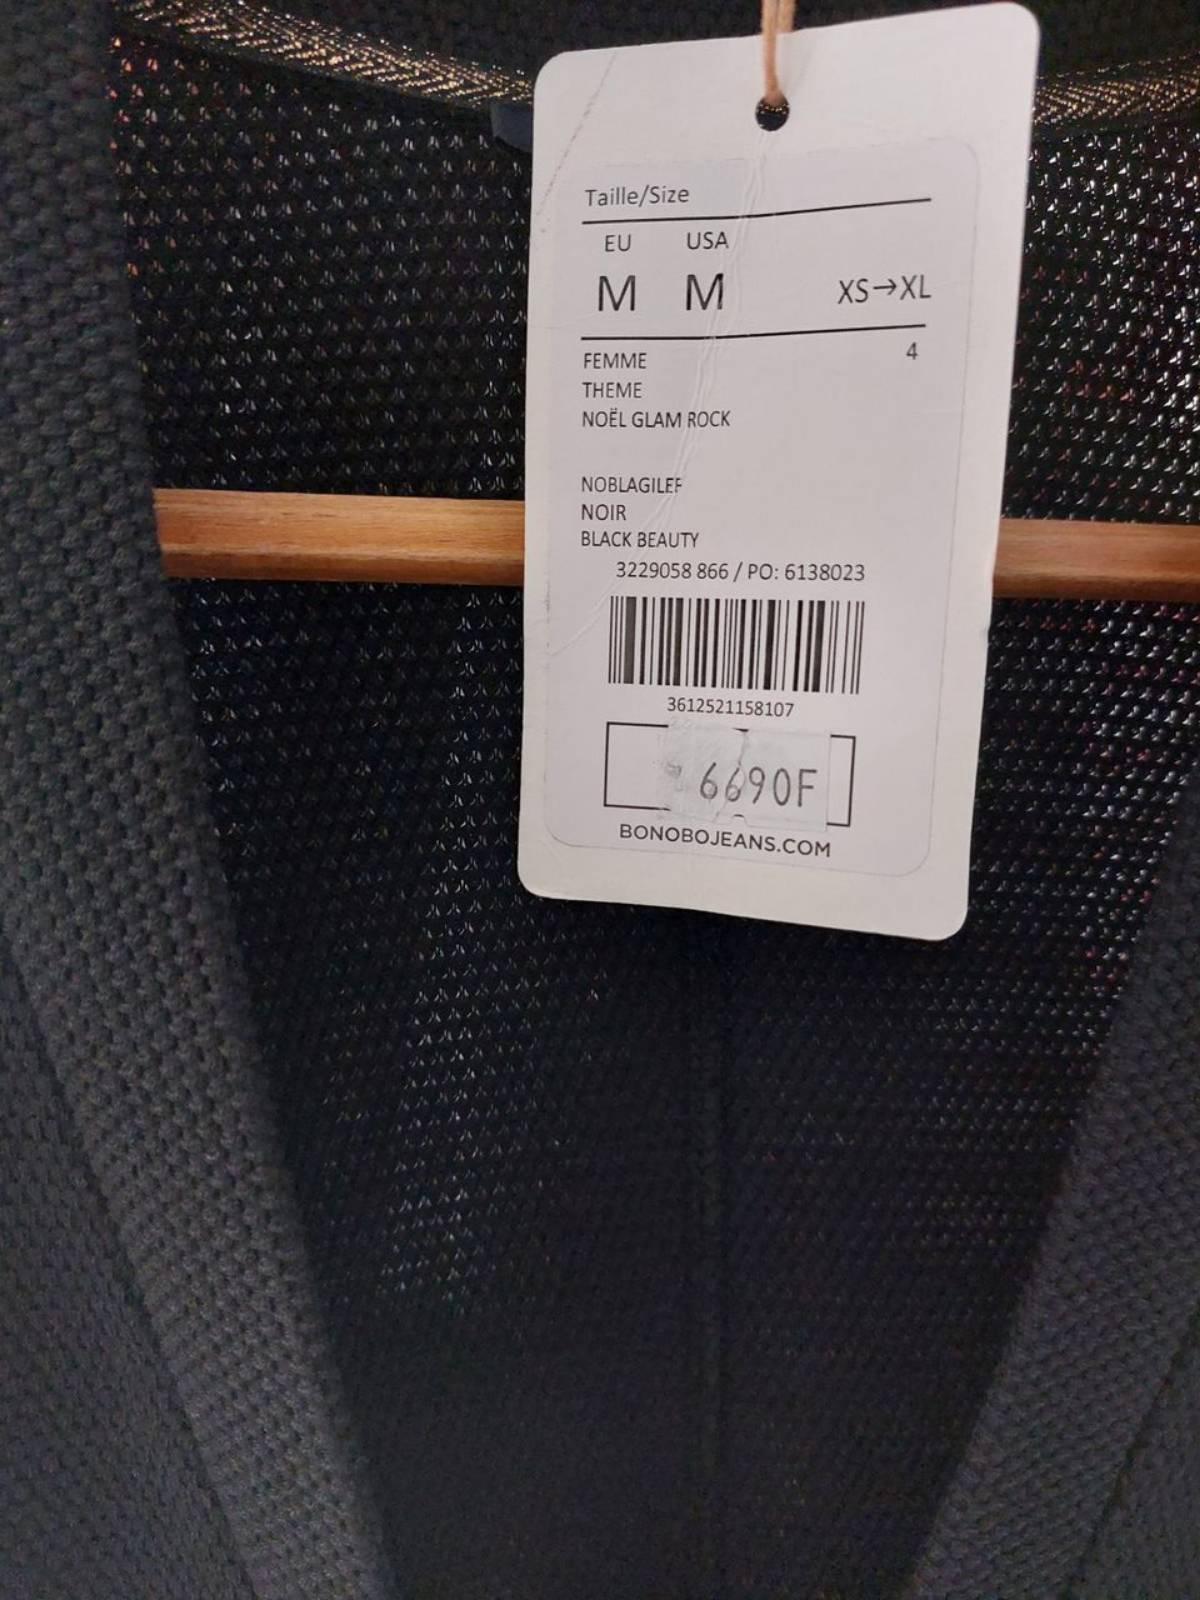 Taille/Size
EU USA
M M XS→XL
FEMME 4
THEME
NOËL GLAM ROCK
NOBLAGILEF
NOIR
BLACK BEAUTY
3229058 866 / PO: 6138023
3612521158107
6690F
BONOBOJEANS.COM